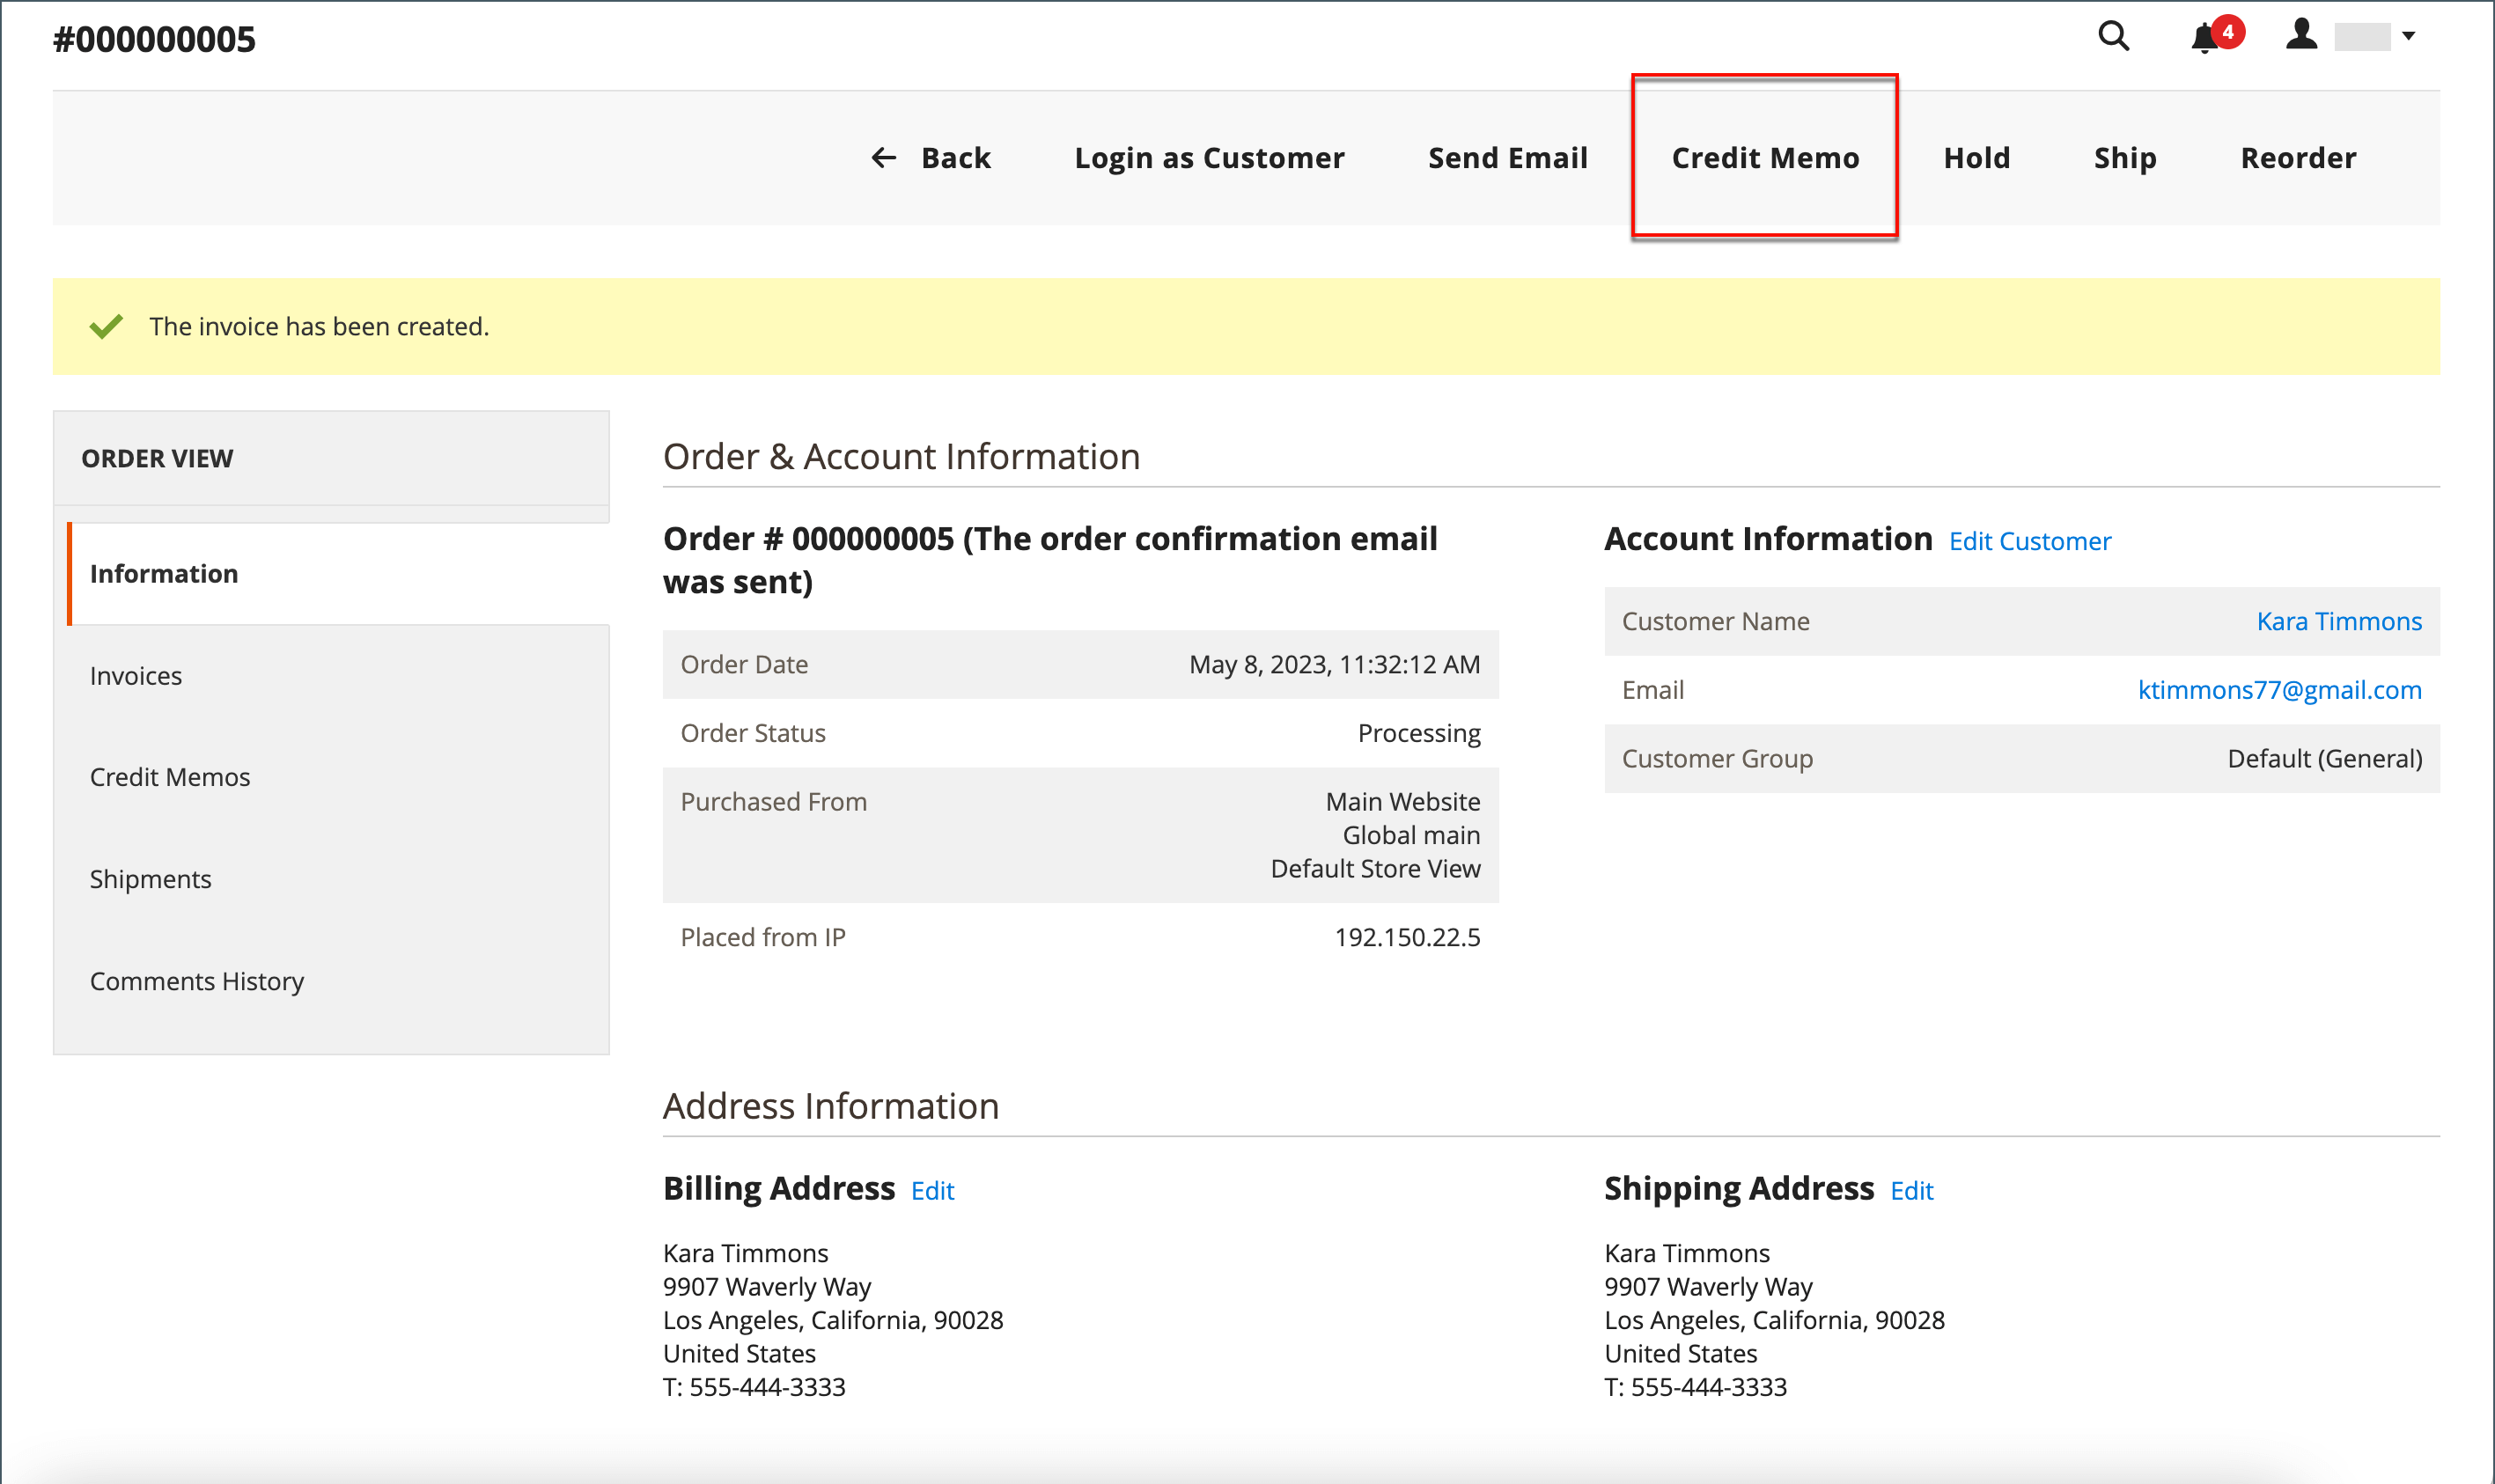 #000000005
4
Back
Login as Customer
Send Email
Credit Memo
Hold
Ship
Reorder
The invoice has been created.
ORDER VIEW
Information
Invoices
Credit Memos
Shipments
Comments History
Order & Account Information
Order # 000000005 (The order confirmation email
was sent)
Order Date May 8, 2023, 11:32:12 AM
Order Status Processing
Purchased From Main Website
Global main
Default Store View
Placed from IP 192.150.22.5
Account Information Edit Customer
Customer Name Kara Timmons
Email ktimmons77@gmail.com
Customer Group Default (General)
Address Information
Billing Address Edit
Kara Timmons
9907 Waverly Way
Los Angeles, California, 90028
United States
T: 555-444-3333
Shipping Address Edit
Kara Timmons
9907 Waverly Way
Los Angeles, California, 90028
United States
T: 555-444-3333